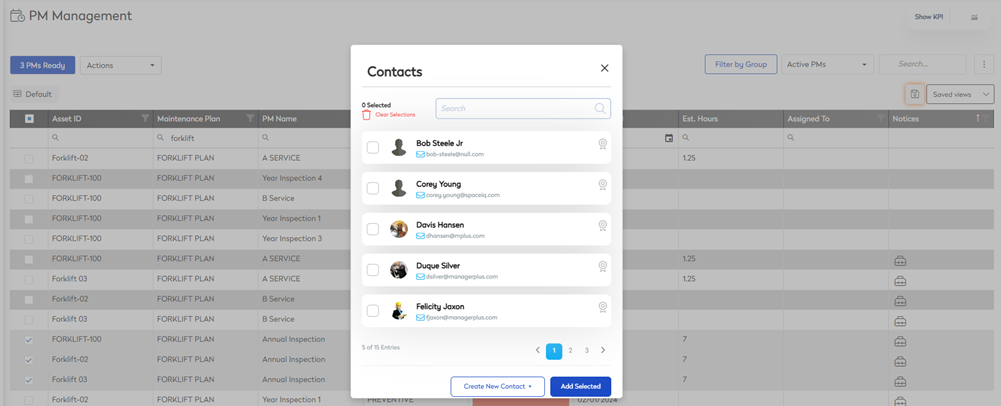 PM Management
Show KPI
3 PMs Ready
Actions
Filter by Group
Active PMs
Search...
Default
Saved views
Asset ID Maintenance Plan PM Name Est. Hours Assigned To Notices
forklift
Forklift-02 FORKLIFT PLAN A SERVICE 1.25
FORKLIFT-100 FORKLIFT PLAN Year Inspection 4
FORKLIFT-100 FORKLIFT PLAN B Service
FORKLIFT-100 FORKLIFT PLAN Year Inspection 1
FORKLIFT-100 FORKLIFT PLAN Year Inspection 3
FORKLIFT-100 FORKLIFT PLAN A SERVICE 1.25
Forklift 03 FORKLIFT PLAN A SERVICE 1.25
Forklift-02 FORKLIFT PLAN B Service
Forklift 03 FORKLIFT PLAN B Service
FORKLIFT-100 FORKLIFT PLAN Annual Inspection 7
Forklift-02 FORKLIFT PLAN Annual Inspection 7
Forklift 03 FORKLIFT PLAN Annual Inspection 7
Forklift-02 FORKLIFT PLAN Annual Inspection PREVENTIVE 02/01/2024
Contacts
0 Selected
Clear Selections
Search
Bob Steele Jr
bob-steele@null.com
Corey Young
corey.young@spaceiq.com
Davis Hansen
dhansen@mplus.com
Duque Silver
dsilver@managerplus.com
Felicity Jaxon
fjaxon@managerplus.com
5 of 15 Entries
1 2 3
Create New Contact
Add Selected